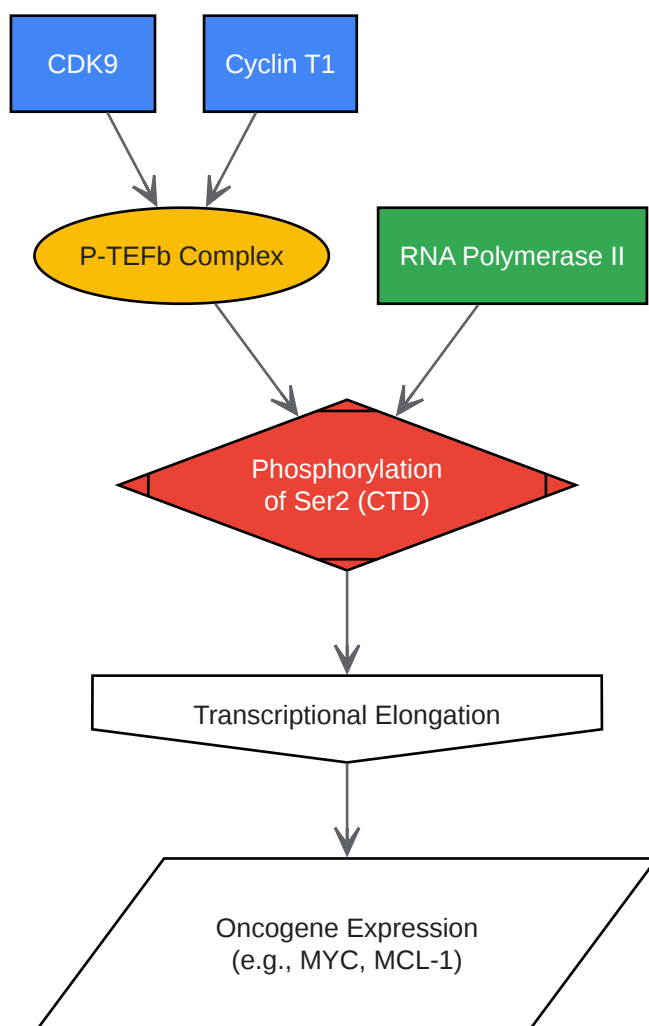 CDK9
Cyclin T1
P-TEFb Complex
RNA Polymerase II
Phosphorylation
of Ser2 (CTD)
Transcriptional Elongation
Oncogene Expression
(e.g., MYC, MCL-1)